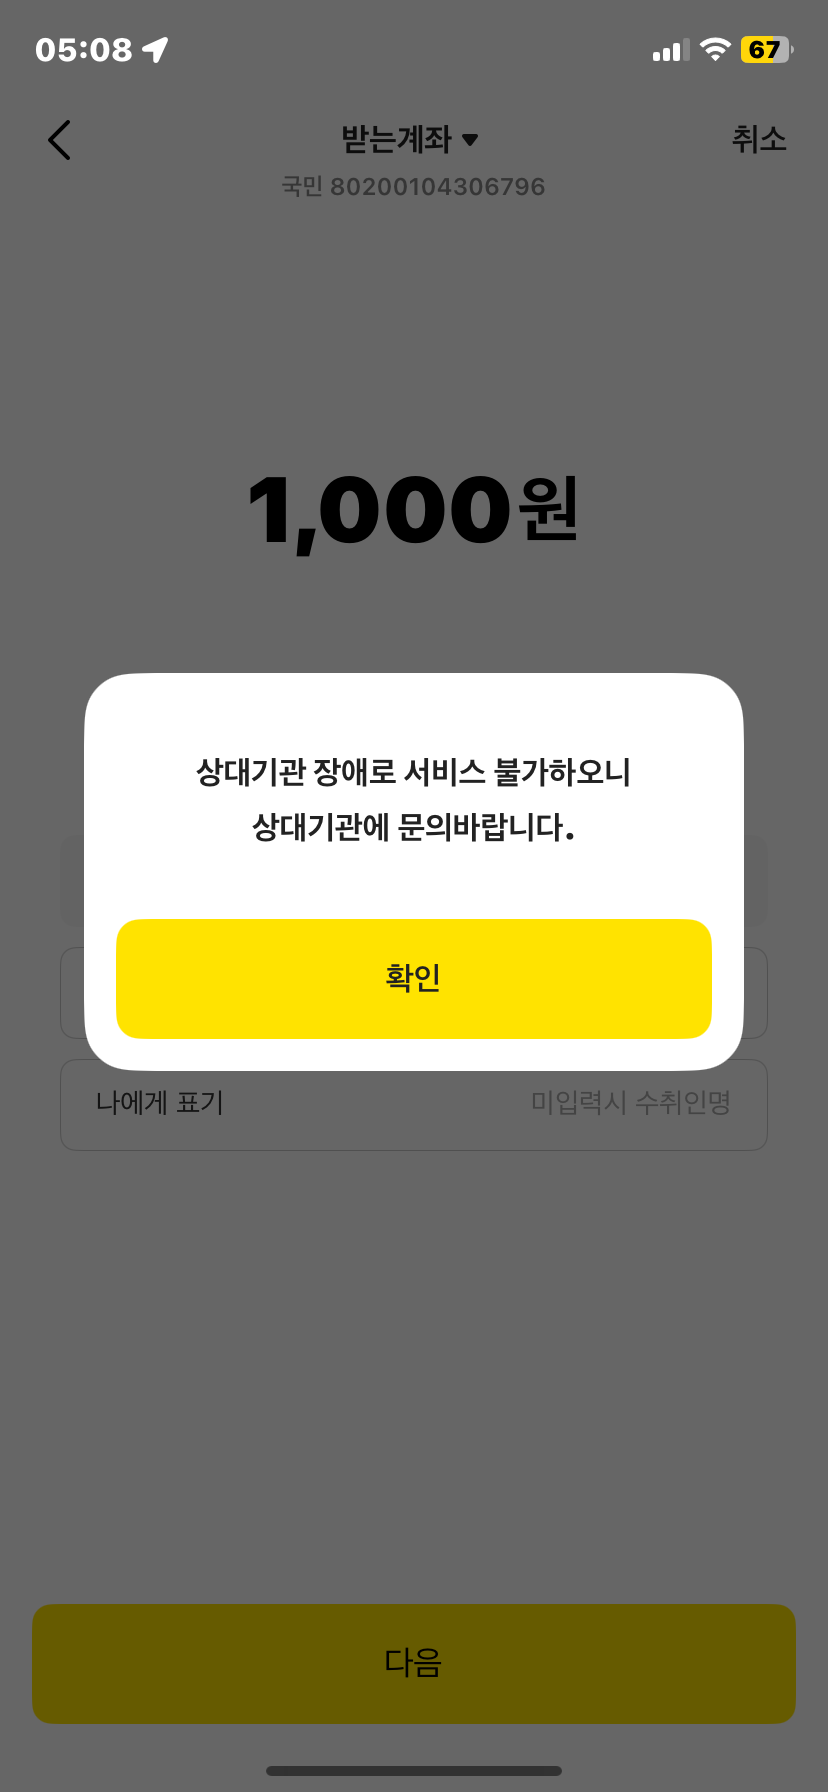 05:08
67
받는계좌
취소
국민 80200104306796
1,000원
상대기관 장애로 서비스 불가하오니
상대기관에 문의바랍니다.
확인
나에게 표기 미입력시 수취인명
다음